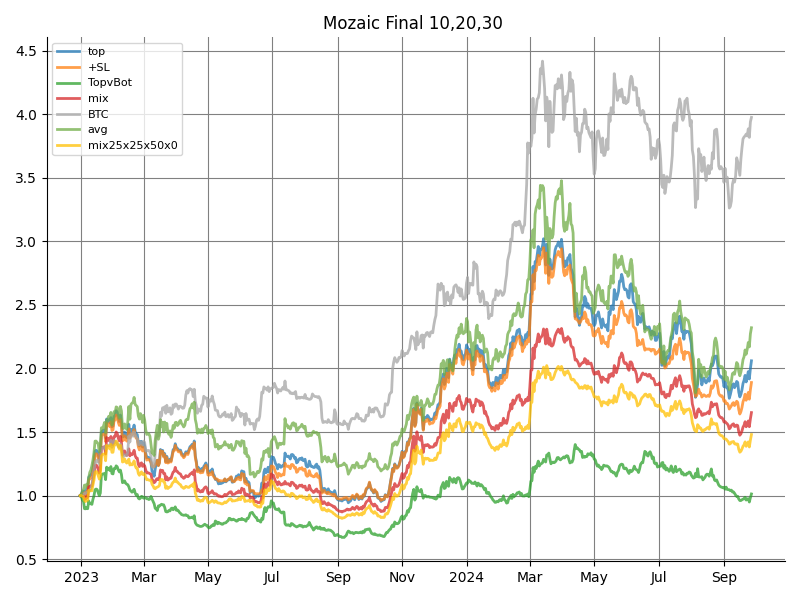 Mozaic Final 10,20,30
top
+SL
TopvBot
mix
BTC
avg
mix25x25x50x0
4.5
4.0
3.5
3.0
2.5
2.0
1.5
1.0
0.5
2023 Mar May Jul Sep Nov 2024 Mar May Jul Sep